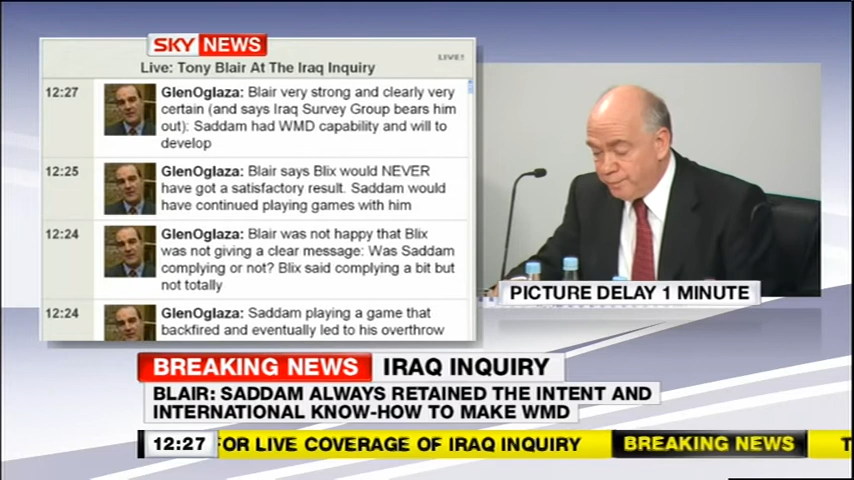 SKY NEWS
LIVE!
Live: Tony Blair At The Iraq Inquiry
12:27
GlenOglaza: Blair very strong and clearly very
certain (and says Iraq Survey Group bears him
out): Saddam had WMD capability and will to
develop
12:25
GlenOglaza: Blair says Blix would NEVER
have got a satisfactory result. Saddam would
have continued playing games with him
12:24
GlenOglaza: Blair was not happy that Blix
was not giving a clear message: Was Saddam
complying or not? Blix said complying a bit but
not totally
12:24
GlenOglaza: Saddam playing a game that
backfired and eventually led to his overthrow
PICTURE DELAY 1 MINUTE
BREAKING NEWS IRAQ INQUIRY
BLAIR: SADDAM ALWAYS RETAINED THE INTENT AND
INTERNATIONAL KNOW-HOW TO MAKE WMD
12:27 FOR LIVE COVERAGE OF IRAQ INQUIRY BREAKING NEWS T